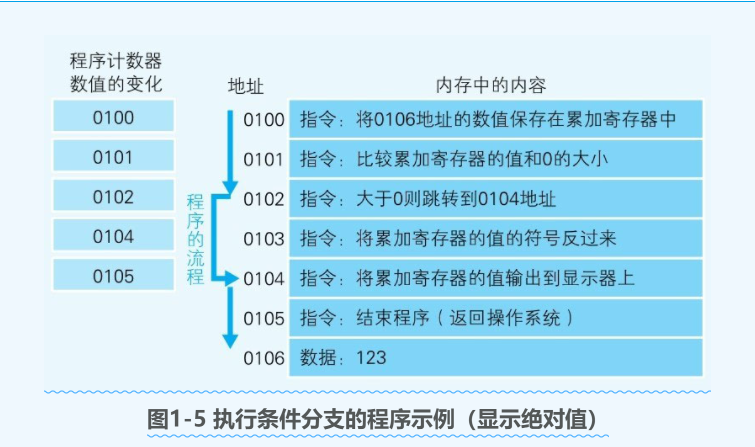 程序计数器
数值的变化
地址
内存中的内容
0100
0100 指令：将0106地址的数值保存在累加寄存器中
0101
0101 指令：比较累加寄存器的值和0的大小
0102
0102 指令：大于0则跳转到0104地址
0104
0103 指令：将累加寄存器的值的符号反过来
0105
0104 指令：将累加寄存器的值输出到显示器上
0105 指令：结束程序（返回操作系统）
0106 数据：123
程序的流程
图1-5 执行条件分支的程序示例（显示绝对值）